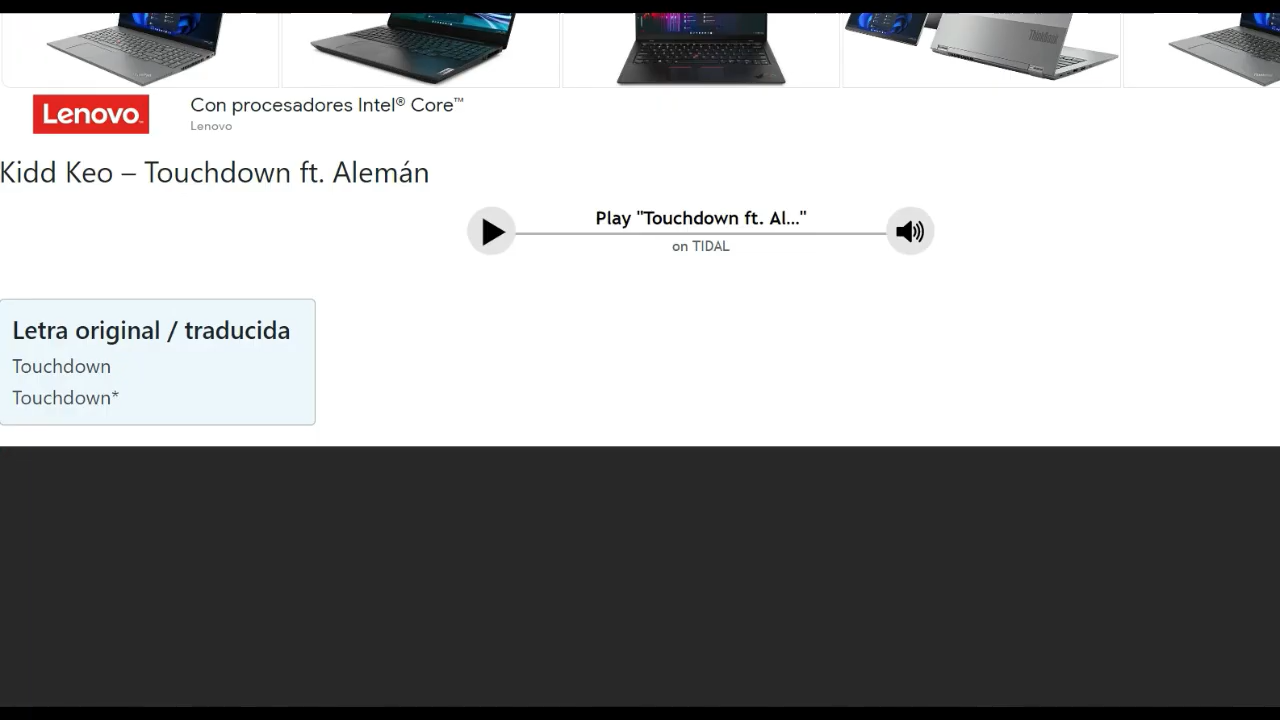 ThinkBook
Lenovo
Con procesadores Intel® Core™
Lenovo
Kidd Keo – Touchdown ft. Alemán
Play "Touchdown ft. Al..."
on TIDAL
Letra original / traducida
Touchdown
Touchdown*